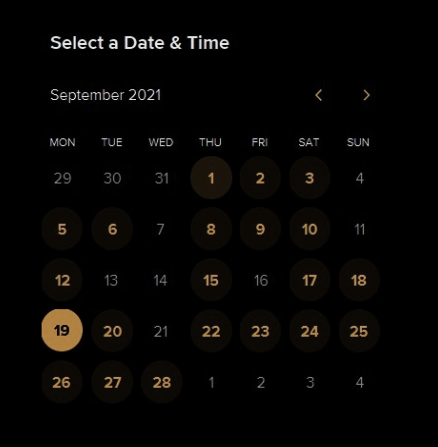 Select a Date & Time
September 2021
MON TUE WED THU FRI SAT SUN
29 30 31 1 2 3 4
5 6 7 8 9 10 11
12 13 14 15 16 17 18
19 20 21 22 23 24 25
26 27 28 1 2 3 4